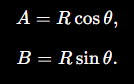 A = R cos θ,
B = R sin θ.